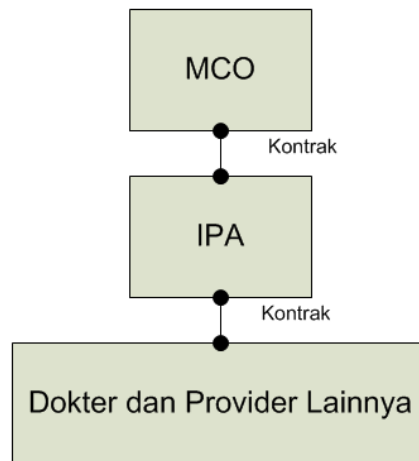 MCO
Kontrak
IPA
Kontrak
Dokter dan Provider Lainnya